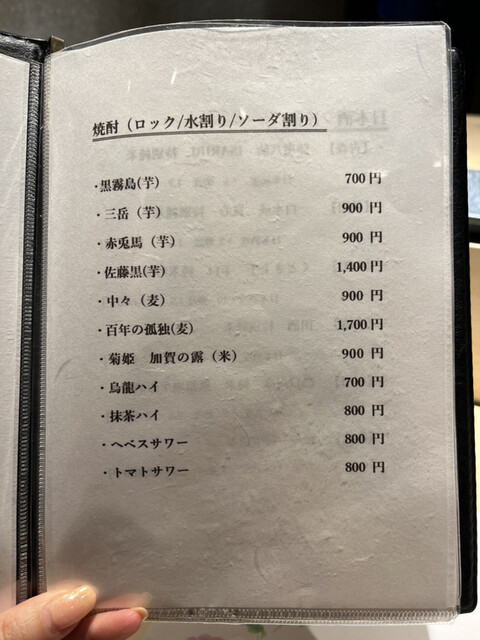 焼酎（ロック/水割り/ソーダ割り）
・黒霧島(芋) 700円
・三岳（芋） 900円
・赤兎馬（芋） 900円
・佐藤黒(芋) 1,400円
・中々（麦） 900円
・百年の孤独(麦) 1,700円
・菊姫　加賀の露（米） 900円
・烏龍ハイ 700円
・抹茶ハイ 800円
・ヘベスサワー 800円
・トマトサワー 800円